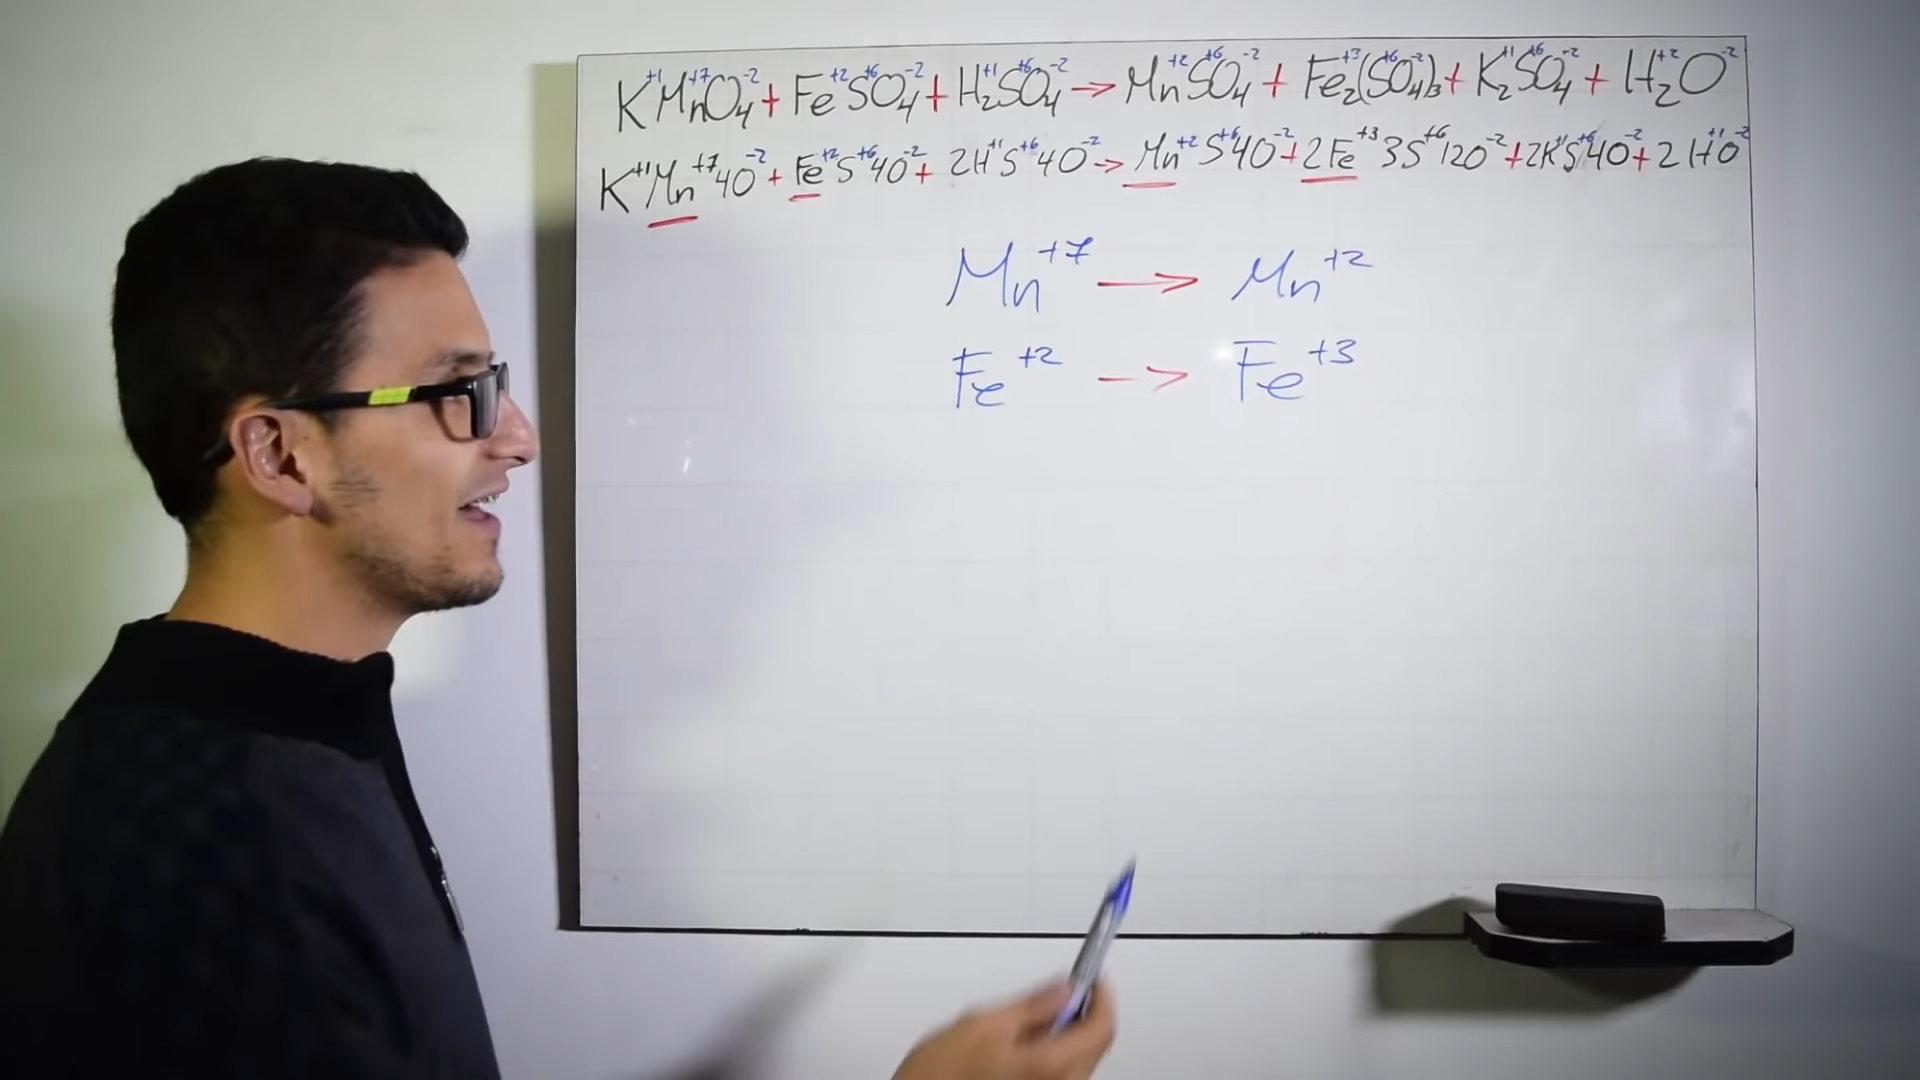 K⁺¹Mn⁺⁷O₄⁻² + Fe⁺²S⁺⁶O₄⁻² + H₂⁺¹S⁺⁶O₄⁻² → Mn⁺²S⁺⁶O₄⁻² + Fe₂⁺³(S⁺⁶O₄⁻²)₃ + K₂⁺¹S⁺⁶O₄⁻² + H₂⁺²O⁻²
K⁺¹Mn⁺⁷4O⁻² + Fe⁺²S⁺⁶4O⁻² + 2H⁺¹S⁺⁶4O⁻² → Mn⁺²S⁺⁶4O⁻² + 2Fe⁺³3S⁺⁶12O⁻² + 2K⁺¹S⁺⁶4O⁻² + 2H⁺¹O⁻²
Mn⁺⁷ → Mn⁺²
Fe⁺² → Fe⁺³